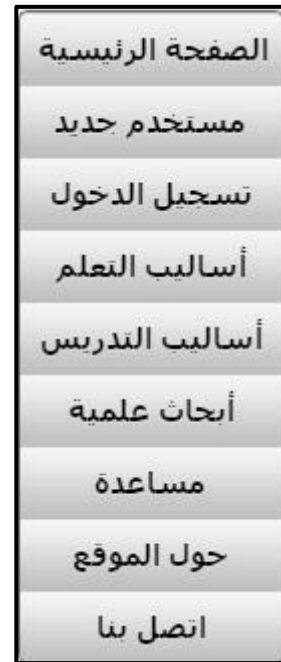 الصفحة الرئيسية
مستخدم جديد
تسجيل الدخول
أساليب التعلم
أساليب التدريس
أبحاث علمية
مساعدة
حول الموقع
اتصل بنا